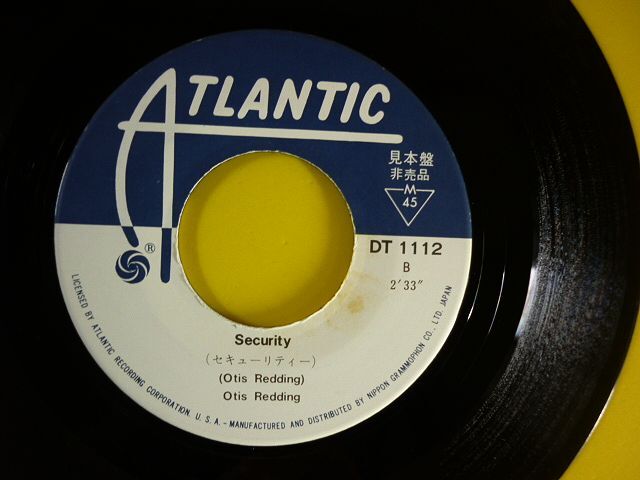 ATLANTIC
®
見本盤
非売品
M
45
DT 1112
B
2'33"
Security
(セキューリティー)
(Otis Redding)
Otis Redding
LICENSED BY ATLANTIC RECORDING CORPORATION, U. S. A. - MANUFACTURED AND DISTRIBUTED BY NIPPON GRAMMOPHON CO., LTD. JAPAN